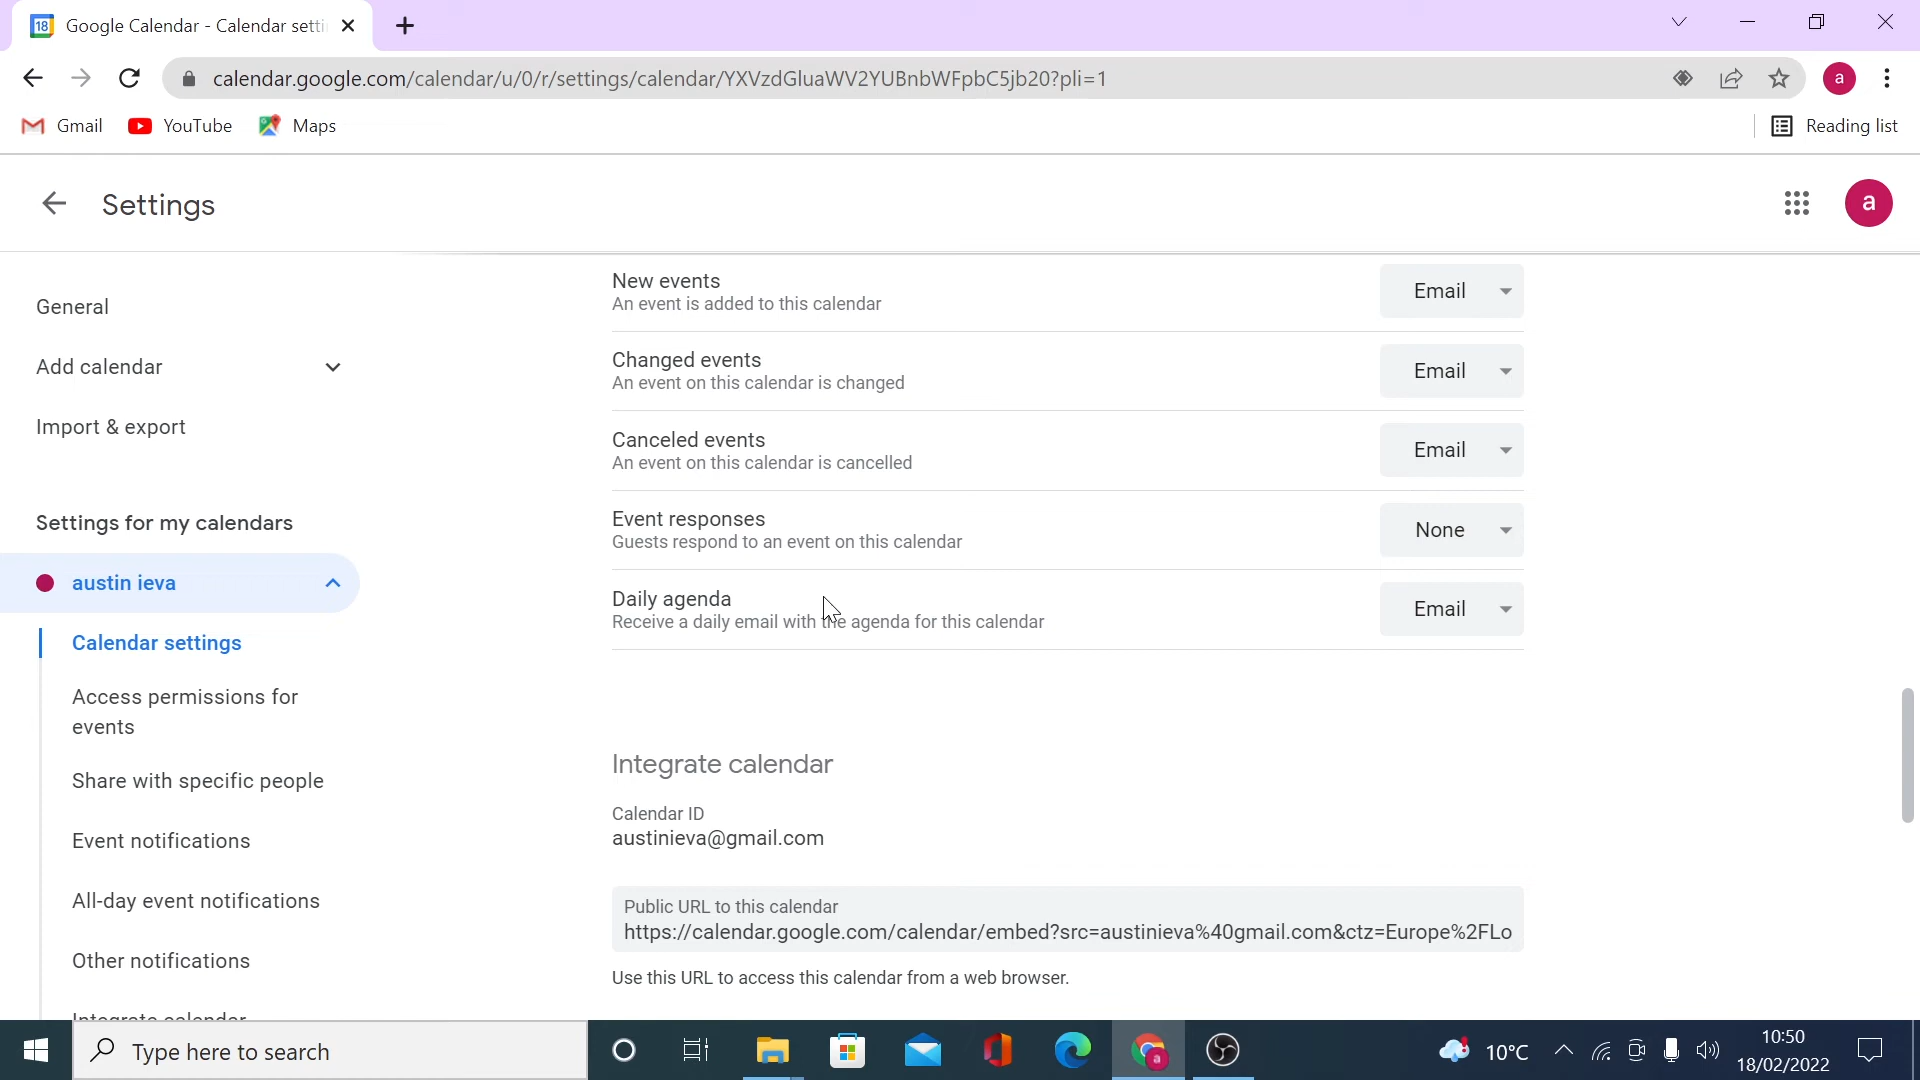 18 Google Calendar - Calendar setti
calendar.google.com/calendar/u/0/r/settings/calendar/YXVzdGluaWV2YUBnbWFpbC5jb20?pli=1
a
Gmail YouTube Maps Reading list
Settings
a
General
Add calendar
Import & export
Settings for my calendars
austin ieva
Calendar settings
Access permissions for
events
Share with specific people
Event notifications
All-day event notifications
Other notifications
Integrate calendar
New events
An event is added to this calendar
Email
Changed events
An event on this calendar is changed
Email
Canceled events
An event on this calendar is cancelled
Email
Event responses
Guests respond to an event on this calendar
None
Daily agenda
Receive a daily email with the agenda for this calendar
Email
Integrate calendar
Calendar ID
austinieva@gmail.com
Public URL to this calendar
https://calendar.google.com/calendar/embed?src=austinieva%40gmail.com&ctz=Europe%2FLo
Use this URL to access this calendar from a web browser.
Type here to search
a
10°C
10:50
18/02/2022